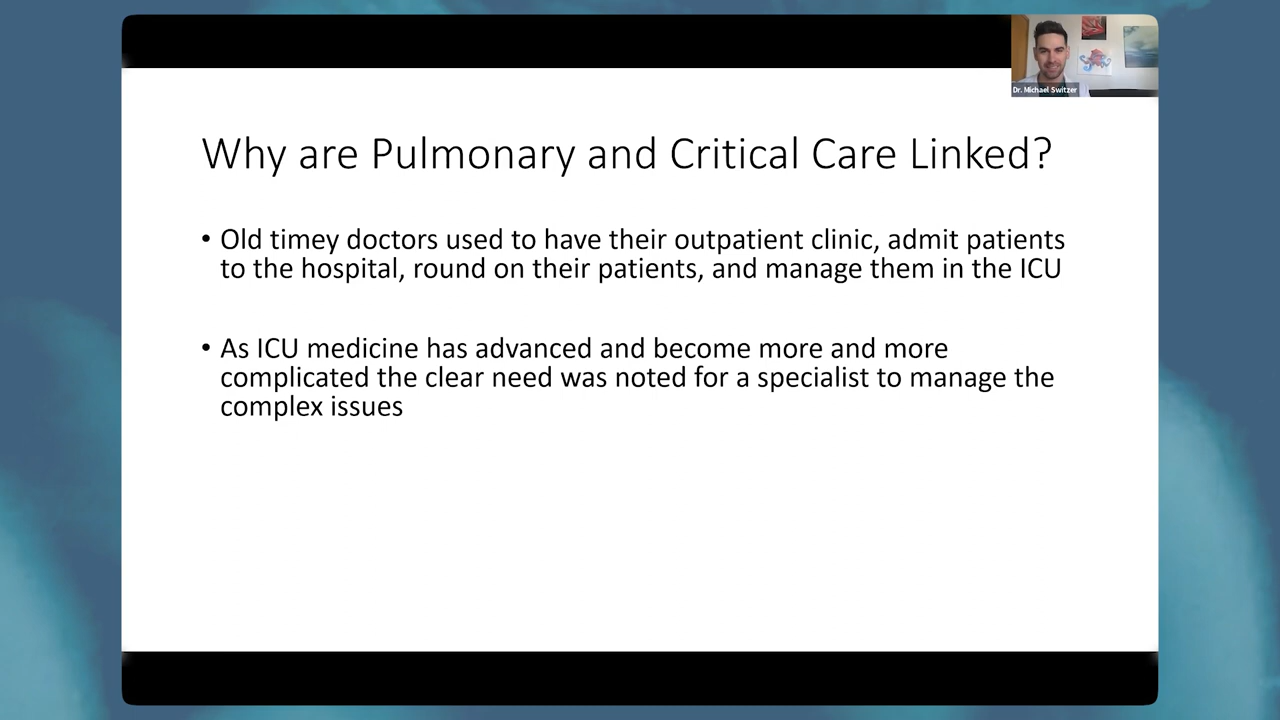 Dr. Michael Switzer
Why are Pulmonary and Critical Care Linked?
• Old timey doctors used to have their outpatient clinic, admit patients
to the hospital, round on their patients, and manage them in the ICU
• As ICU medicine has advanced and become more and more
complicated the clear need was noted for a specialist to manage the
complex issues